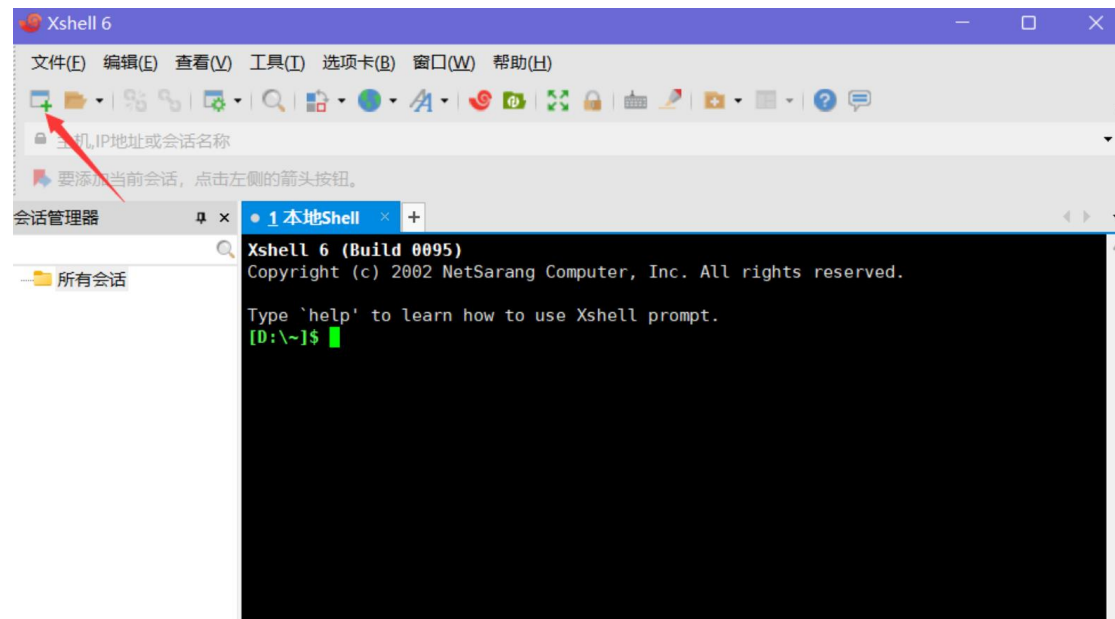 Xshell 6
文件(F) 编辑(E) 查看(V) 工具(T) 选项卡(B) 窗口(W) 帮助(H)
主机,IP地址或会话名称
要添加当前会话，点击左侧的箭头按钮。
会话管理器
1 本地Shell
Xshell 6 (Build 0095)
Copyright (c) 2002 NetSarang Computer, Inc. All rights reserved.
所有会话
Type `help' to learn how to use Xshell prompt.
[D:\~]$